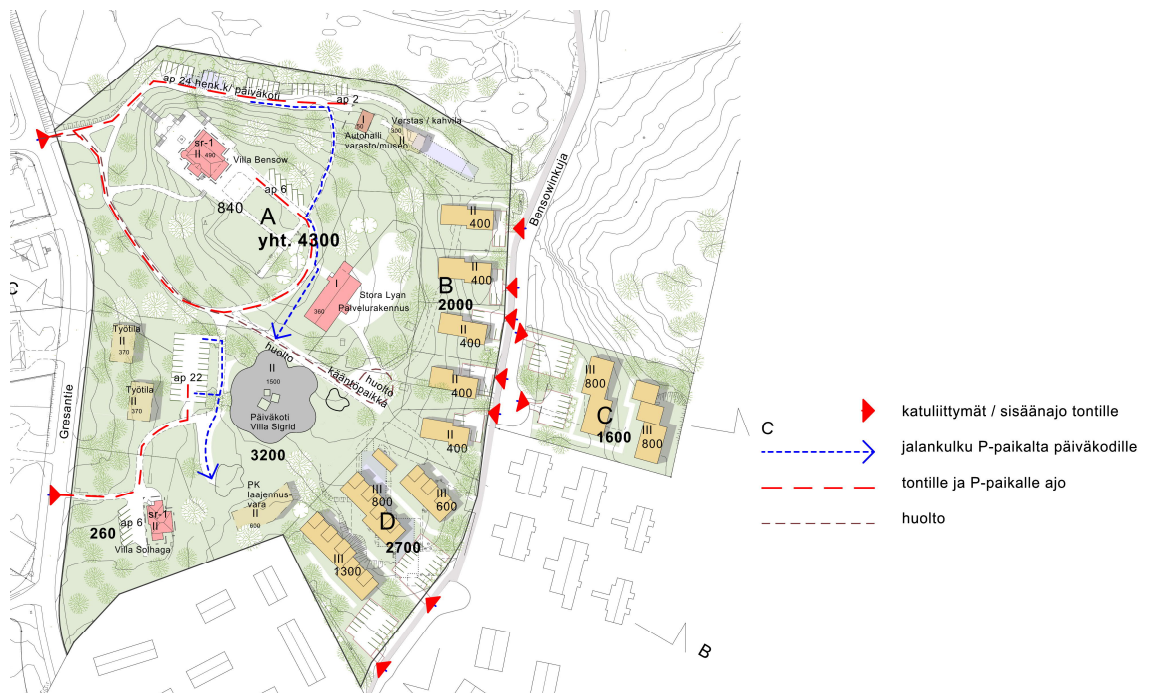 ap 24 henk.k/ päiväkoti
ap 2
I
50
Autohalli
varasto/museo
Verstas / kahvila
300
II
sr-1
II 490
Villa Bensow
ap 6
840
A
yht. 4300
Bensowinkuja
II
400
II
400
B
2000
II
400
II
400
II
400
I
360
Stora Lyan
Palvelurakennus
C
Gresantie
Työtila
II
370
Työtila
II
370
ap 22
huolto
kääntöpaikka
huolto
II
1500
Päiväkoti
Villa Sigrid
3200
III
800
C
1600
III
800
PK
laajennus-
vara
II
600
III
800
III
600
D
2700
III
1300
sr-1
II
ap 6
260
Villa Solhaga
B
C
katuliittymät / sisäänajo tontille
jalankulku P-paikalta päiväkodille
tontille ja P-paikalle ajo
huolto